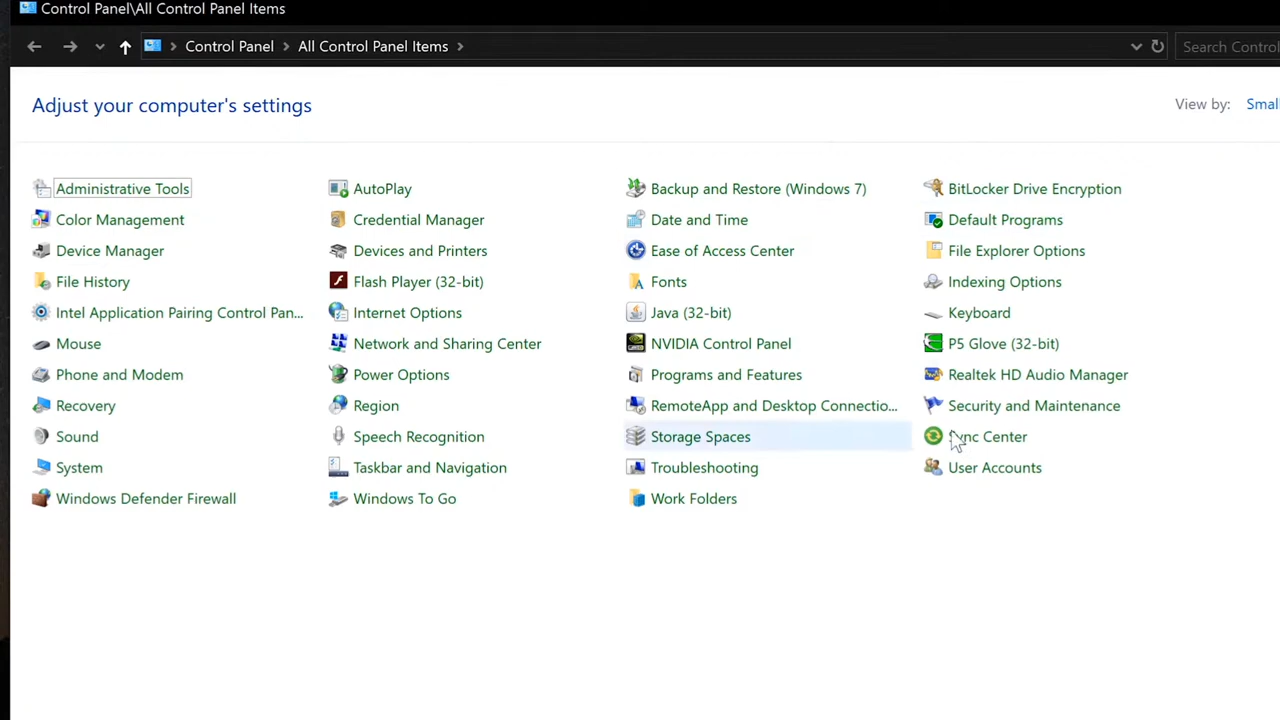 Control Panel\All Control Panel Items
Control Panel All Control Panel Items
Search Control
Adjust your computer's settings
View by: Small
Administrative Tools
AutoPlay
Backup and Restore (Windows 7)
BitLocker Drive Encryption
Color Management
Credential Manager
Date and Time
Default Programs
Device Manager
Devices and Printers
Ease of Access Center
File Explorer Options
File History
Flash Player (32-bit)
Fonts
Indexing Options
Intel Application Pairing Control Pan...
Internet Options
Java (32-bit)
Keyboard
Mouse
Network and Sharing Center
NVIDIA Control Panel
P5 Glove (32-bit)
Phone and Modem
Power Options
Programs and Features
Realtek HD Audio Manager
Recovery
Region
RemoteApp and Desktop Connectio...
Security and Maintenance
Sound
Speech Recognition
Storage Spaces
Sync Center
System
Taskbar and Navigation
Troubleshooting
User Accounts
Windows Defender Firewall
Windows To Go
Work Folders